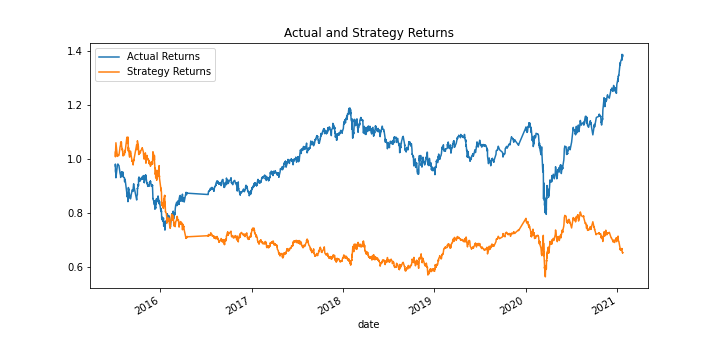 Actual and Strategy Returns
Actual Returns
Strategy Returns
1.4
1.2
1.0
0.8
0.6
2016
2017
2018
2019
2020
2021
date